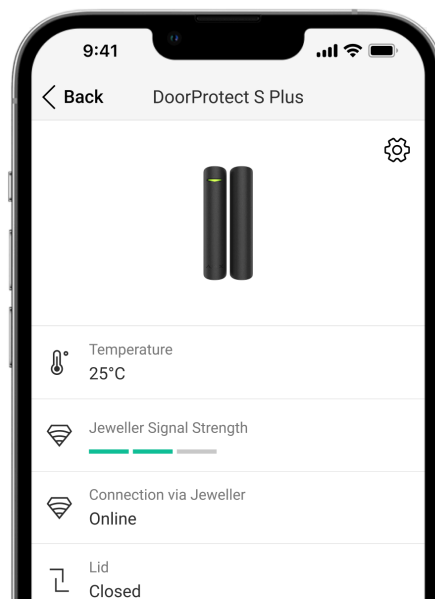 9:41
Back
DoorProtect S Plus
Temperature
25°C
Jeweller Signal Strength
Connection via Jeweller
Online
Lid
Closed